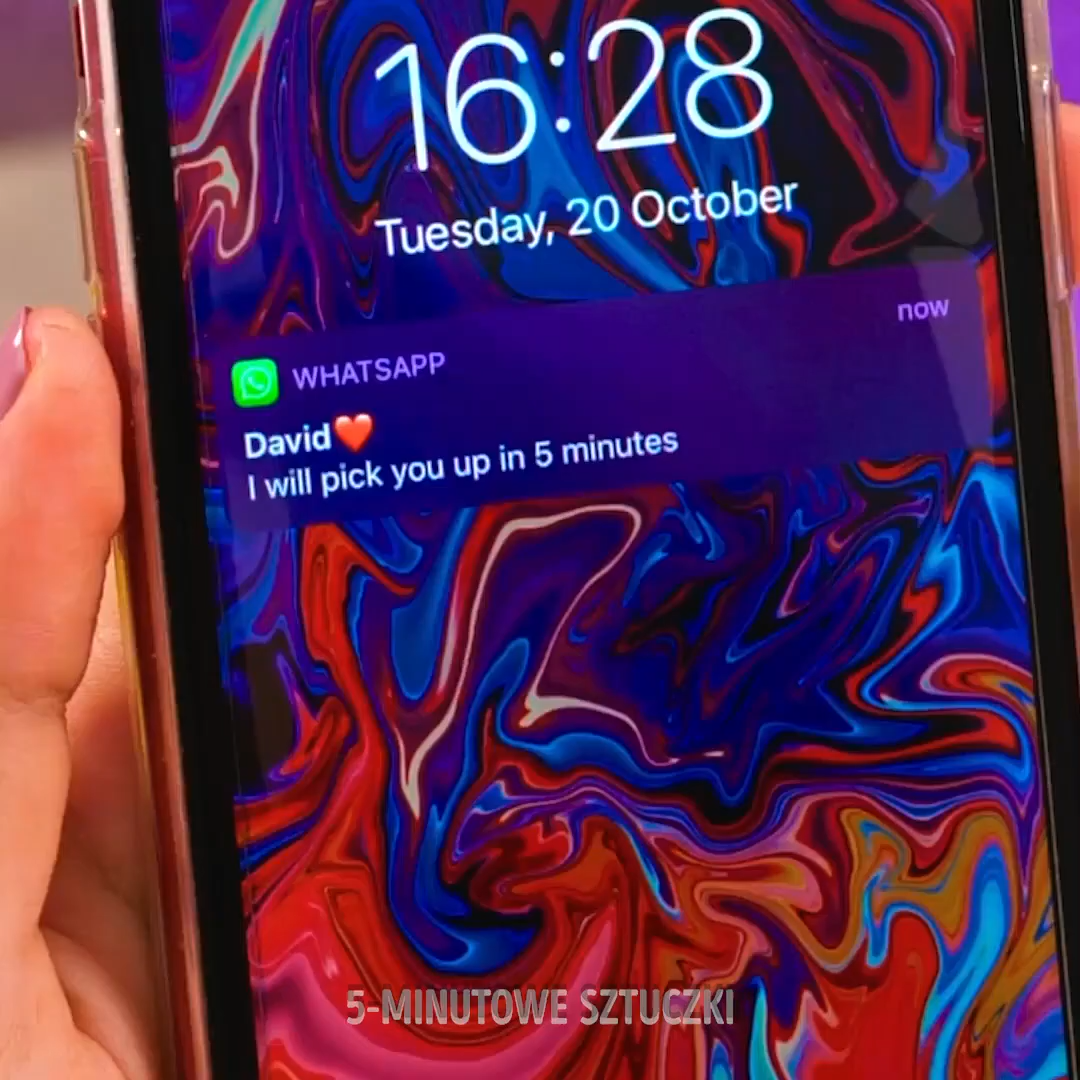 16:28
Tuesday, 20 October
now
WHATSAPP
David❤️
I will pick you up in 5 minutes
5-MINUTOWE SZTUCZKI